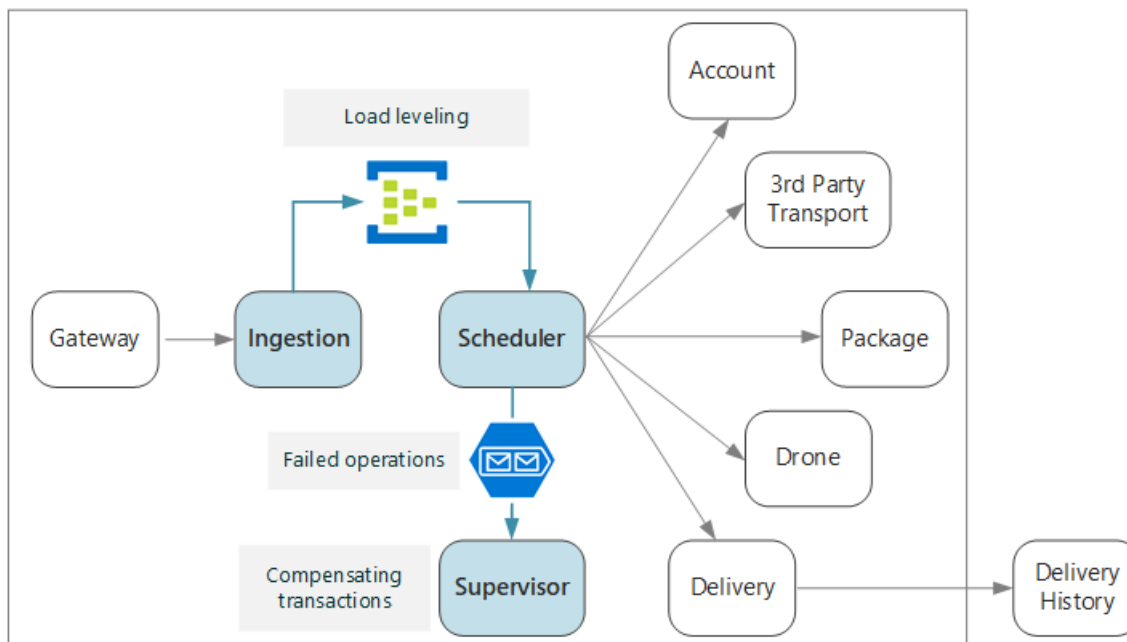 Account
Load leveling
3rd Party
Transport
Gateway
Ingestion
Scheduler
Package
Failed operations
Drone
Compensating
transactions
Supervisor
Delivery
Delivery
History